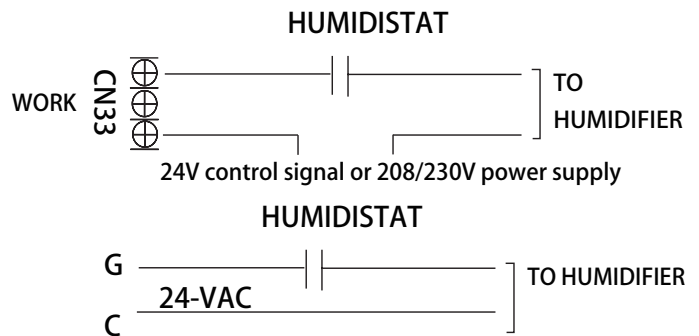 HUMIDISTAT
WORK
CN33
TO
HUMIDIFIER
24V control signal or 208/230V power supply
HUMIDISTAT
G
TO HUMIDIFIER
24-VAC
C